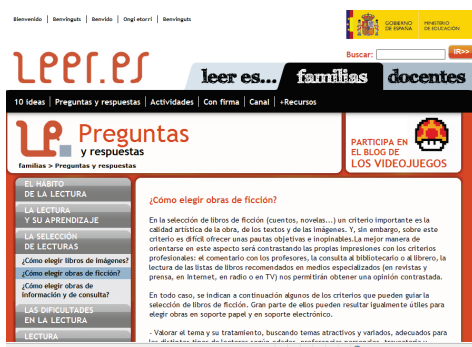 Bienvenido | Benvinguts | Benvido | Ongi etorri | Benvinguts
GOBIERNO DE ESPAÑA
MINISTERIO DE EDUCACIÓN
Buscar:
IR>>
Leer.es
leer es...
familias
docentes
10 ideas | Preguntas y respuestas | Actividades | Con firma | Canal | +Recursos
Preguntas
y respuestas
familias > Preguntas y respuestas
PARTICIPA EN
EL BLOG DE
LOS VIDEOJUEGOS
EL HÁBITO
DE LA LECTURA
LA LECTURA
Y SU APRENDIZAJE
LA SELECCIÓN
DE LECTURAS
¿Cómo elegir libros de imágenes?
¿Cómo elegir obras de ficción?
¿Cómo elegir obras de
información y de consulta?
LAS DIFICULTADES
EN LA LECTURA
LECTURA
¿Cómo elegir obras de ficción?
En la selección de libros de ficción (cuentos, novelas...) un criterio importante es la
calidad artística de la obra, de los textos y de las imágenes. Y, sin embargo, sobre este
criterio es difícil ofrecer unas pautas objetivas e inopinables.La mejor manera de
orientarse en este aspecto será contrastando las propias impresiones con los criterios
profesionales: el comentario con los profesores, la consulta al bibliotecario o al librero, la
lectura de las listas de libros recomendados en medios especializados (en revistas y
prensa, en Internet, en radio o en TV) nos permitirán obtener una opinión contrastada.
En todo caso, se indican a continuación algunos de los criterios que pueden guiar la
selección de libros de ficción. Gran parte de ellos pueden resultar igualmente útiles para
elegir obras en soporte papel y en soporte electrónico.
- Valorar el tema y su tratamiento, buscando temas atractivos y variados, adecuados para